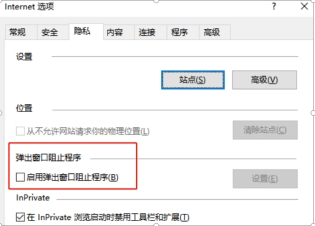 Internet 选项
? ×
常规 安全 隐私 内容 连接 程序 高级
设置
站点(S) 高级(V)
位置
从不允许网站请求你的物理位置(L) 清除站点(C)
弹出窗口阻止程序
启用弹出窗口阻止程序(B) 设置(E)
InPrivate
在 InPrivate 浏览启动时禁用工具栏和扩展(T)